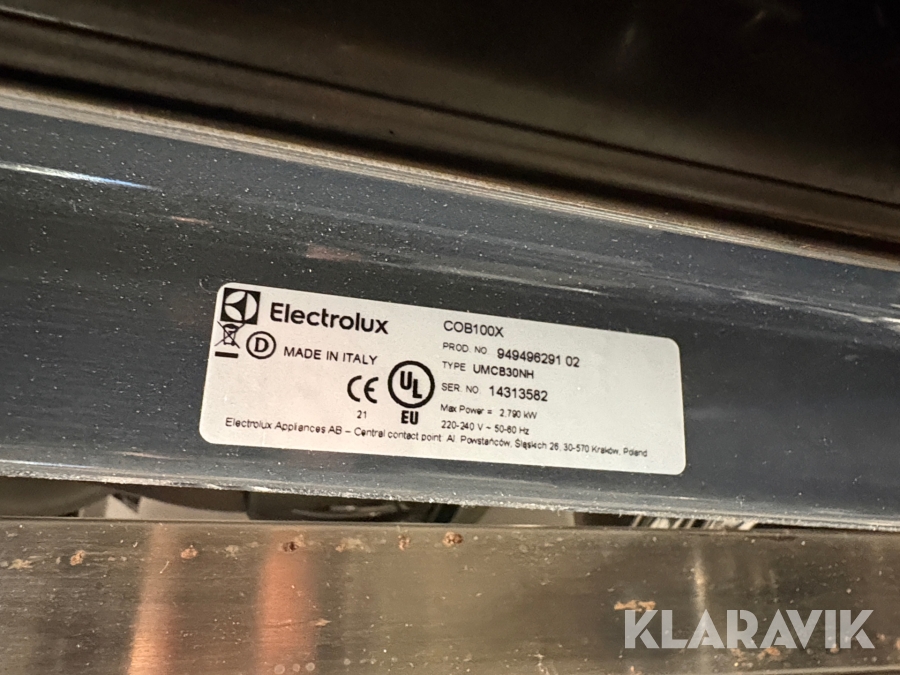 Electrolux
COB100X
PROD. NO. 949496291 02
TYPE UMCB30NH
SER NO. 14313582
Max Power = 2,790 kW
220-240 V ~ 50-60 Hz
D
MADE IN ITALY
CE
21
UL
EU
Electrolux Appliances AB – Central contact point: Al. Powstańców Śląskich 26, 30-570 Kraków, Poland
KLARAVIK